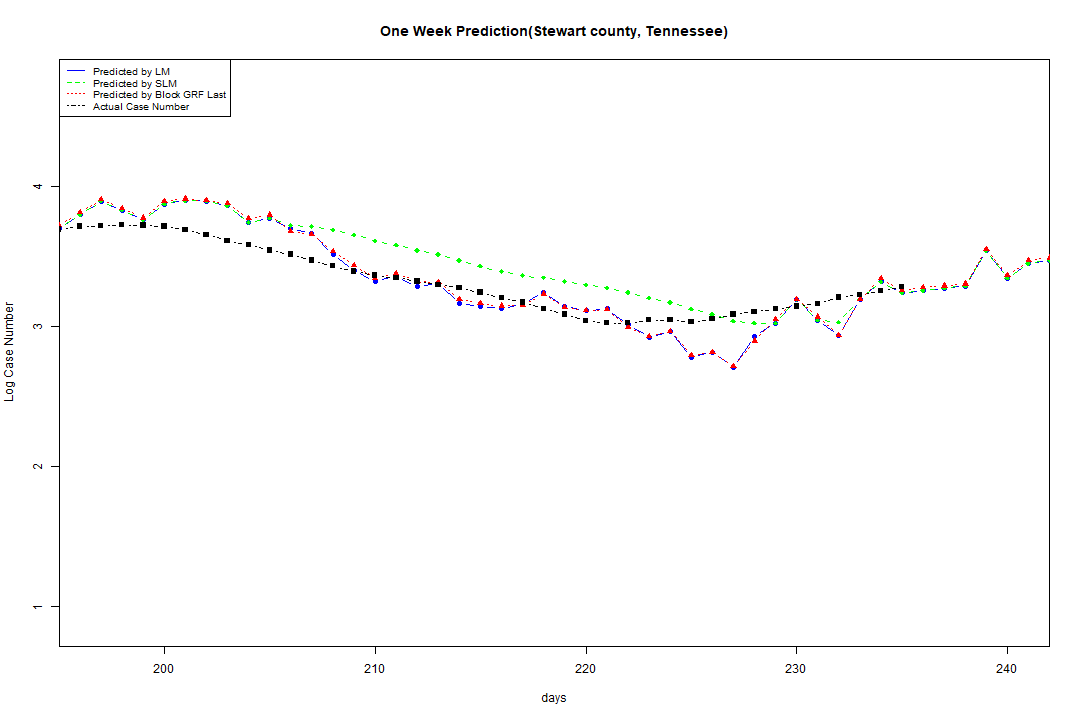 One Week Prediction(Stewart county, Tennessee)
Predicted by LM
Predicted by SLM
Predicted by Block GRF Last
Actual Case Number
4
3
2
1
Log Case Number
200
210
220
230
240
days